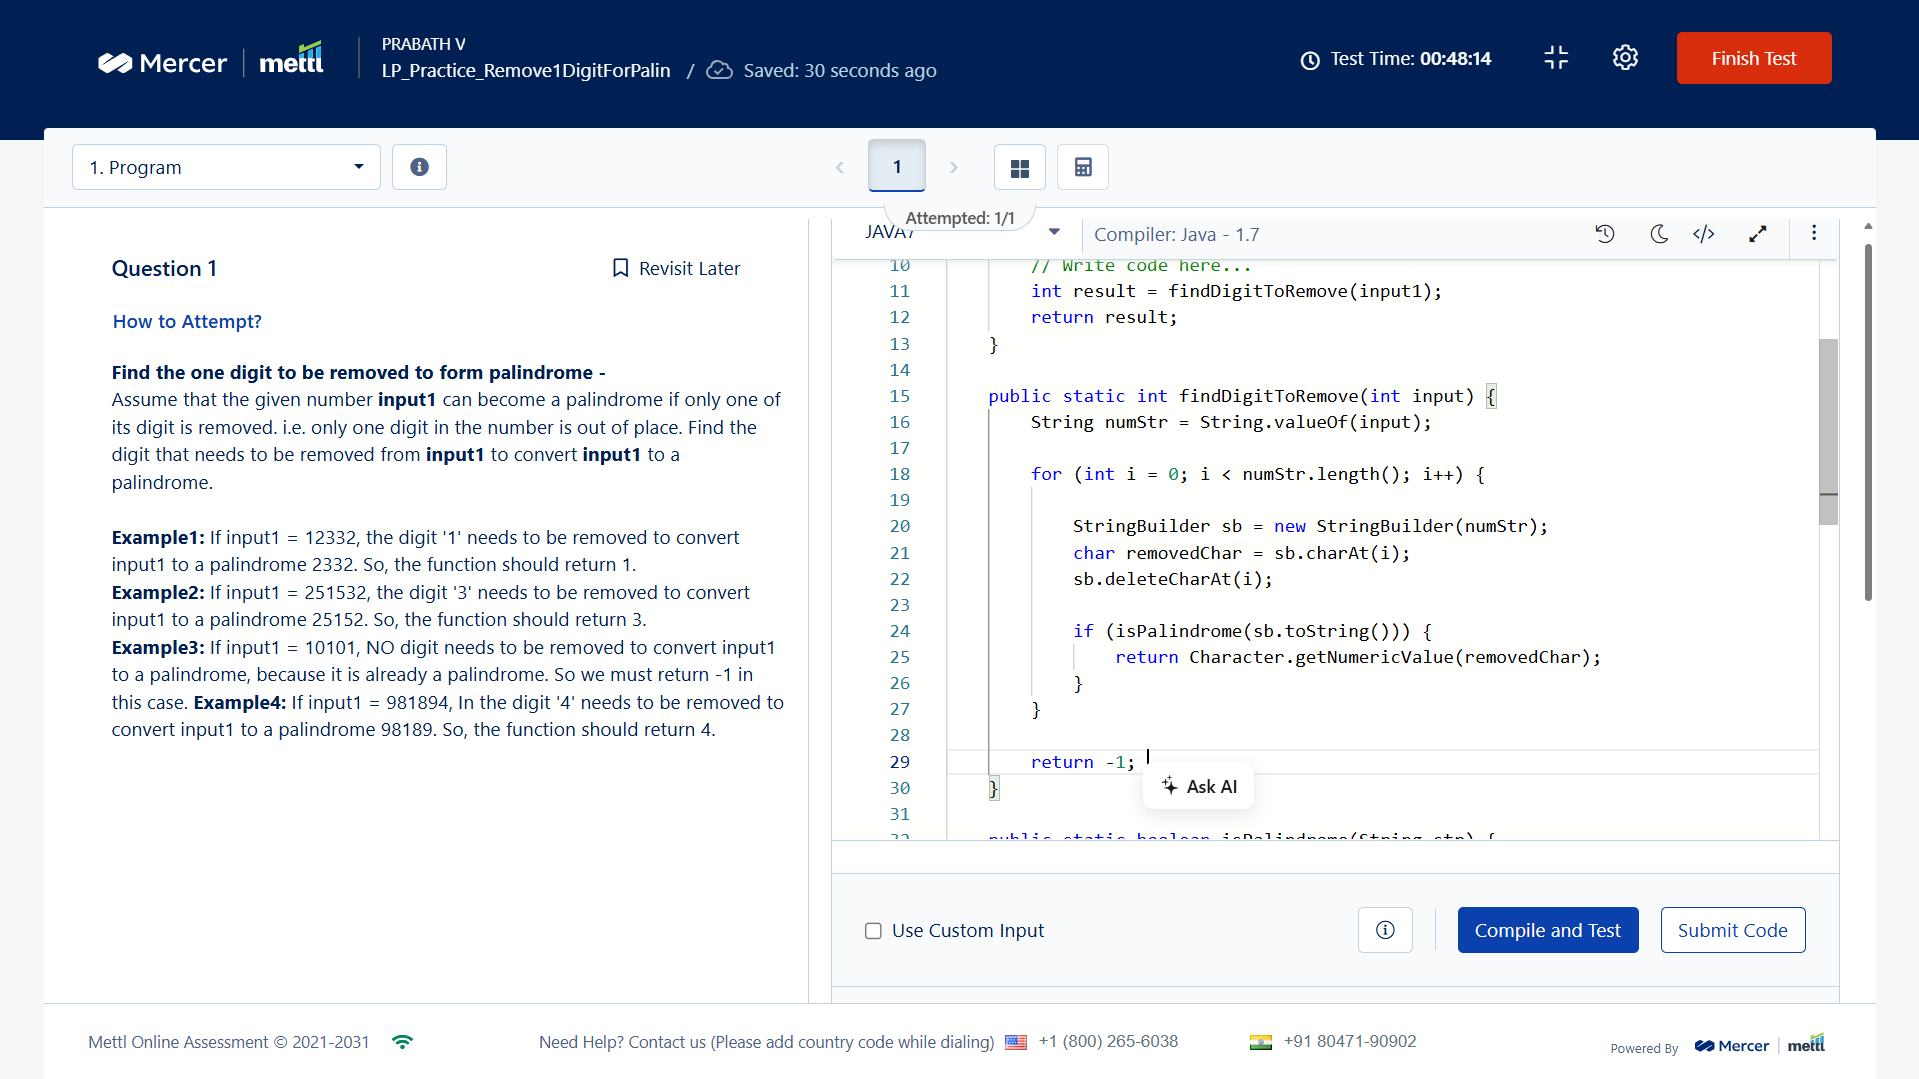 Mercer mettl
PRABATH V
LP_Practice_Remove1DigitForPalin / Saved: 30 seconds ago
Test Time: 00:48:14
Finish Test
1. Program
1
Attempted: 1/1
Question 1
Revisit Later
How to Attempt?
Find the one digit to be removed to form palindrome -
Assume that the given number input1 can become a palindrome if only one of
its digit is removed. i.e. only one digit in the number is out of place. Find the
digit that needs to be removed from input1 to convert input1 to a
palindrome.
Example1: If input1 = 12332, the digit '1' needs to be removed to convert
input1 to a palindrome 2332. So, the function should return 1.
Example2: If input1 = 251532, the digit '3' needs to be removed to convert
input1 to a palindrome 25152. So, the function should return 3.
Example3: If input1 = 10101, NO digit needs to be removed to convert input1
to a palindrome, because it is already a palindrome. So we must return -1 in
this case. Example4: If input1 = 981894, In the digit '4' needs to be removed to
convert input1 to a palindrome 98189. So, the function should return 4.
JAVA7
Compiler: Java - 1.7
10 // Write code here...
11 int result = findDigitToRemove(input1);
12 return result;
13 }
14
15 public static int findDigitToRemove(int input) {
16 String numStr = String.valueOf(input);
17
18 for (int i = 0; i < numStr.length(); i++) {
19
20 StringBuilder sb = new StringBuilder(numStr);
21 char removedChar = sb.charAt(i);
22 sb.deleteCharAt(i);
23
24 if (isPalindrome(sb.toString())) {
25 return Character.getNumericValue(removedChar);
26 }
27 }
28
29 return -1;
30 }
31
32 public static boolean isPalindrome(String str) {
Ask AI
Use Custom Input
Compile and Test
Submit Code
Mettl Online Assessment © 2021-2031
Need Help? Contact us (Please add country code while dialing) +1 (800) 265-6038
+91 80471-90902
Powered By Mercer mettl